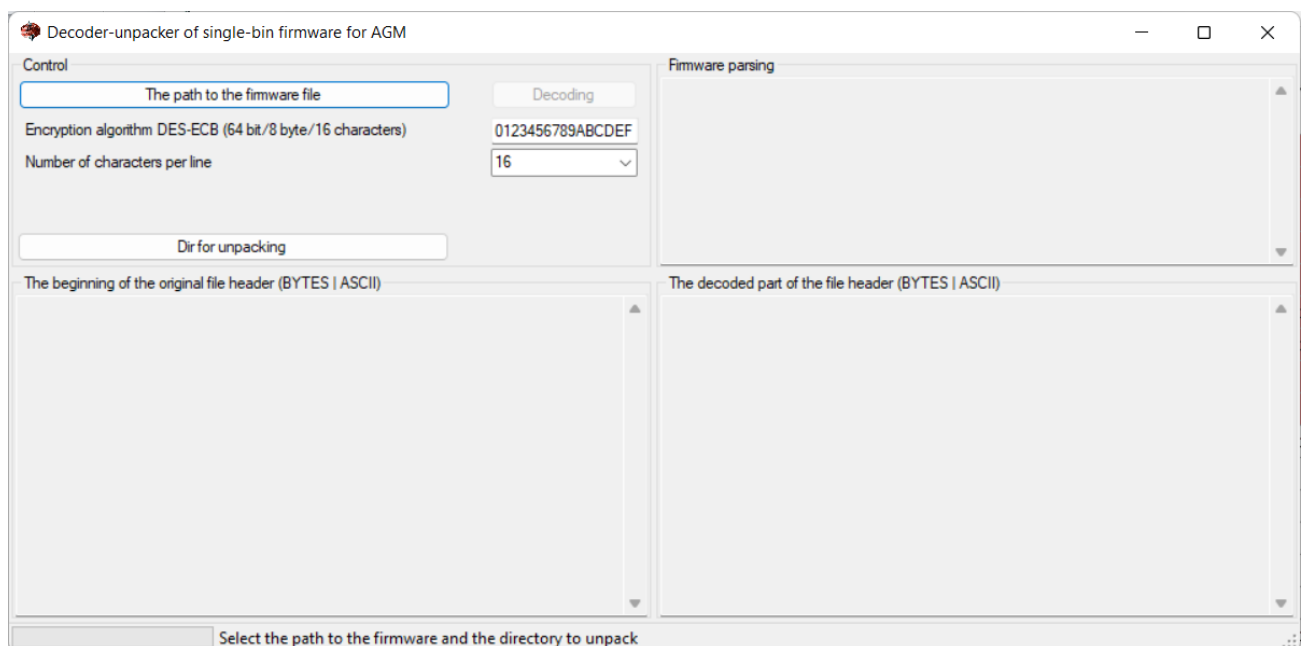 Decoder-unpacker of single-bin firmware for AGM
Control
The path to the firmware file
Decoding
Encryption algorithm DES-ECB (64 bit/8 byte/16 characters)
0123456789ABCDEF
Number of characters per line
16
Dir for unpacking
Firmware parsing
The beginning of the original file header (BYTES | ASCII)
The decoded part of the file header (BYTES | ASCII)
Select the path to the firmware and the directory to unpack